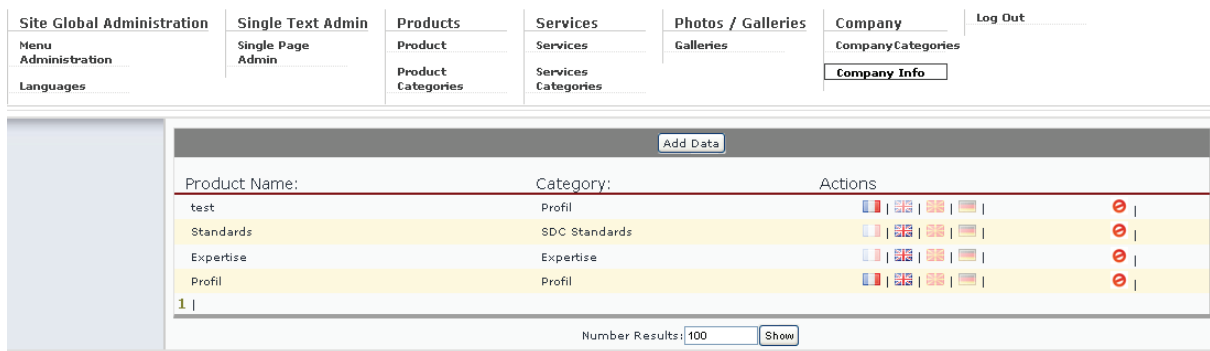 Site Global Administration
Menu
Administration
Languages
Single Text Admin
Single Page
Admin
Products
Product
Product
Categories
Services
Services
Services
Categories
Photos / Galleries
Galleries
Company
CompanyCategories
Company Info
Log Out
Add Data
Product Name: Category: Actions
test Profil | | | | |
Standards SDC Standards | | | | |
Expertise Expertise | | | | |
Profil Profil | | | | |
1 |
Number Results: 100 Show